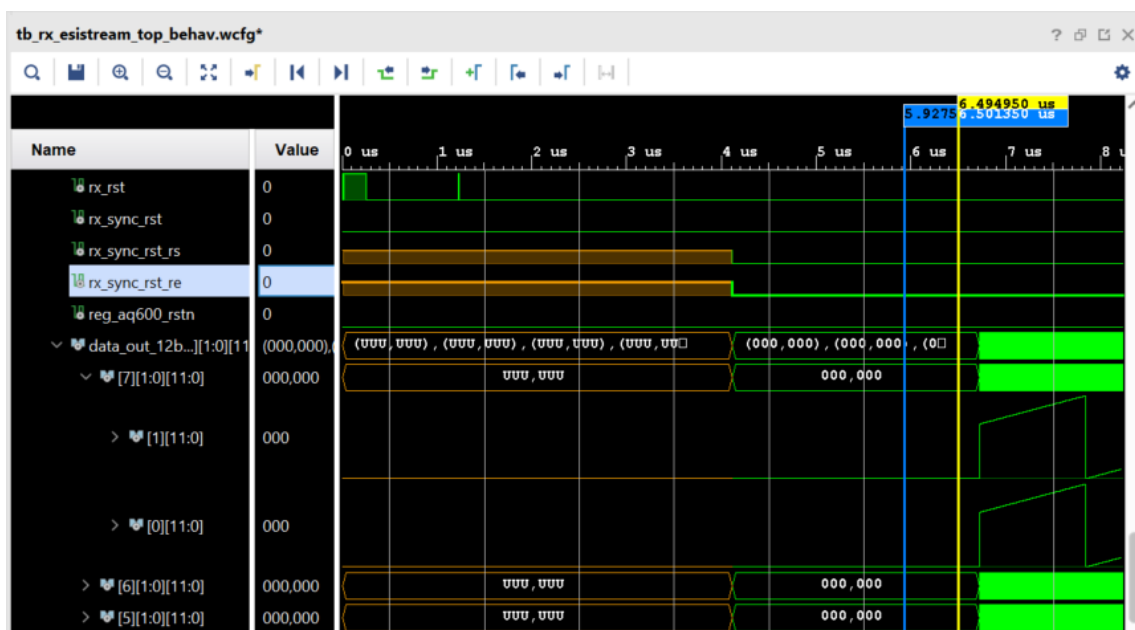 tb_rx_esistream_top_behav.wcfg*
6.494950 us
5.9275 6.501350 us
Name Value 0 us 1 us 2 us 3 us 4 us 5 us 6 us 7 us 8 u
rx_rst 0
rx_sync_rst 0
rx_sync_rst_rs 0
rx_sync_rst_re 0
reg_aq600_rstn 0
data_out_12b...][1:0][11 (000,000),( (UUU,UUU),(UUU,UUU),(UUU,UUU),(UUU,UU (000,000),(000,000),(0
[7][1:0][11:0] 000,000 UUU,UUU 000,000
[1][11:0] 000
[0][11:0] 000
[6][1:0][11:0] 000,000 UUU,UUU 000,000
[5][1:0][11:0] 000,000 UUU,UUU 000,000